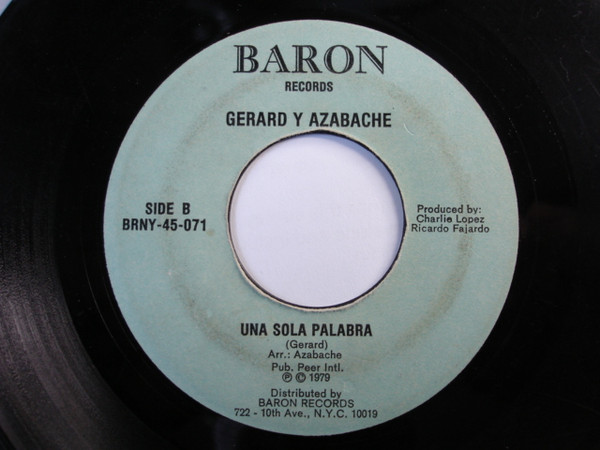 BARON
RECORDS
GERARD Y AZABACHE
SIDE B
BRNY-45-071
Produced by:
Charlie Lopez
Ricardo Fajardo
UNA SOLA PALABRA
(Gerard)
Arr.: Azabache
Pub. Peer Intl.
℗ © 1979
Distributed by
BARON RECORDS
722 - 10th Ave., N.Y.C. 10019